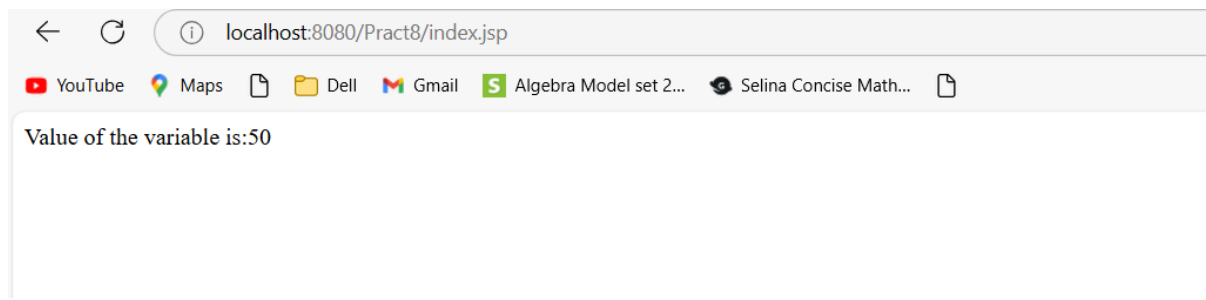 localhost:8080/Pract8/index.jsp
YouTube Maps Dell Gmail S Algebra Model set 2... G Selina Concise Math...
Value of the variable is:50